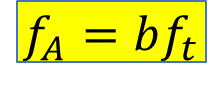 f_A = bf_t